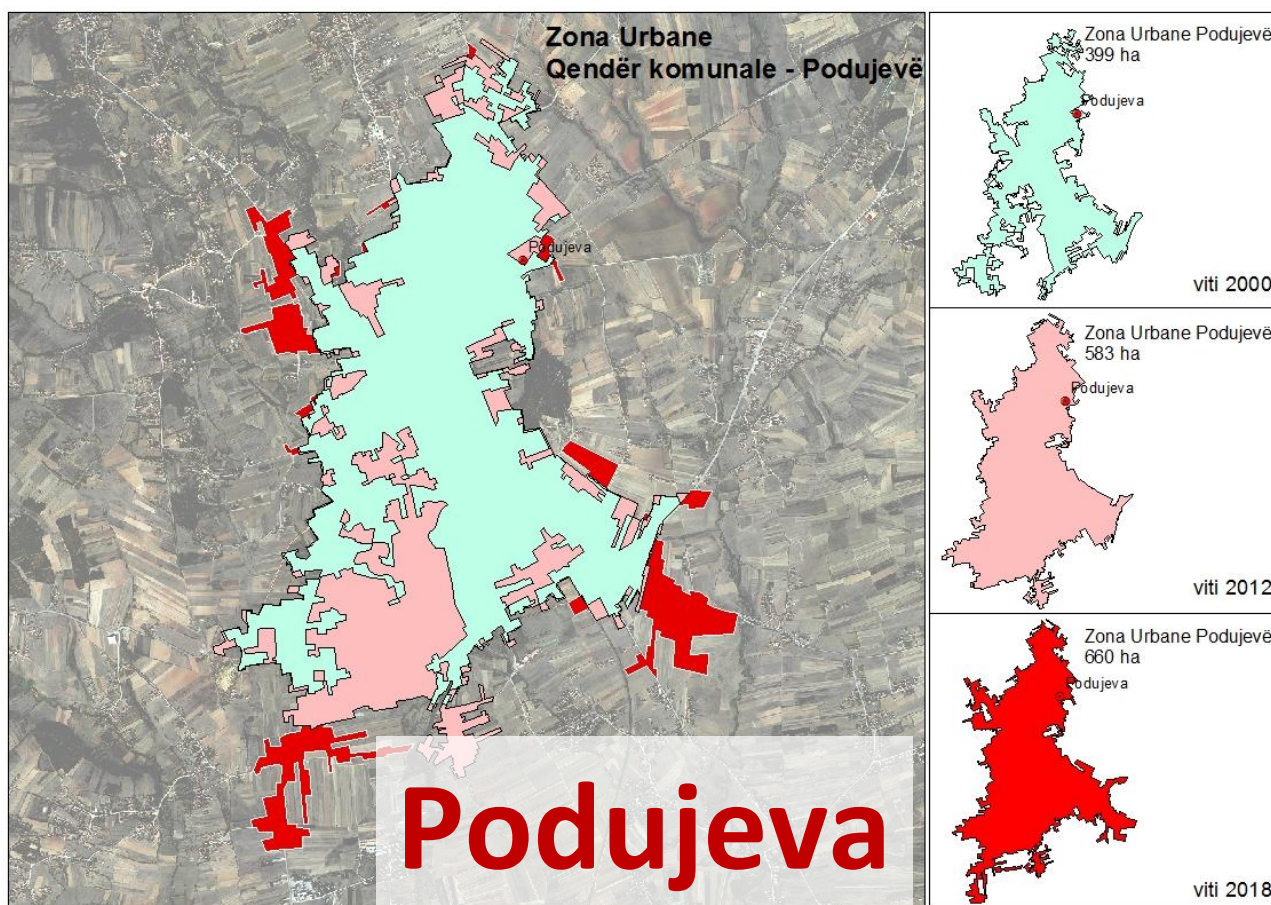 Zona Urbane
Qendër komunale - Podujevë
Podujeva
Podujeva
Zona Urbane Podujevë
399 ha
Podujeva
viti 2000
Zona Urbane Podujevë
583 ha
Podujeva
viti 2012
Zona Urbane Podujevë
660 ha
Podujeva
viti 2018